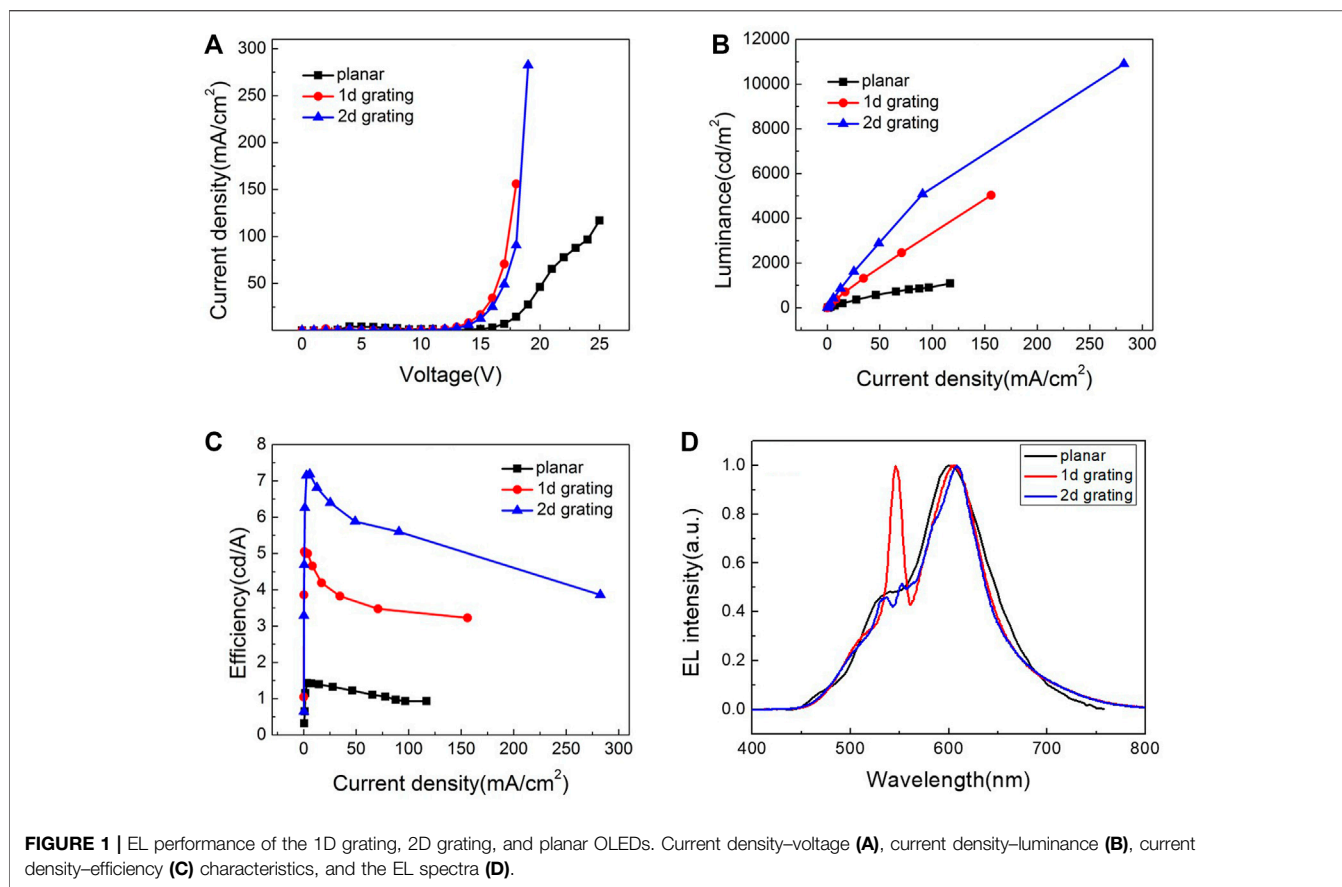 A
300
250
200
150
100
50
0
5
10
15
20
25
Current density(mA/cm²)
Voltage(V)
planar
1d grating
2d grating
B
12000
10000
8000
6000
4000
2000
0
0
50
100
150
200
250
300
Luminance(cd/m²)
Current density(mA/cm²)
planar
1d grating
2d grating
C
8
7
6
5
4
3
2
1
0
0
50
100
150
200
250
300
Efficiency(cd/A)
Current density(mA/cm²)
planar
1d grating
2d grating
D
1.0
0.8
0.6
0.4
0.2
0.0
400
500
600
700
800
EL intensity(a.u.)
Wavelength(nm)
planar
1d grating
2d grating
FIGURE 1 | EL performance of the 1D grating, 2D grating, and planar OLEDs. Current density–voltage (A), current density–luminance (B), current
density–efficiency (C) characteristics, and the EL spectra (D).